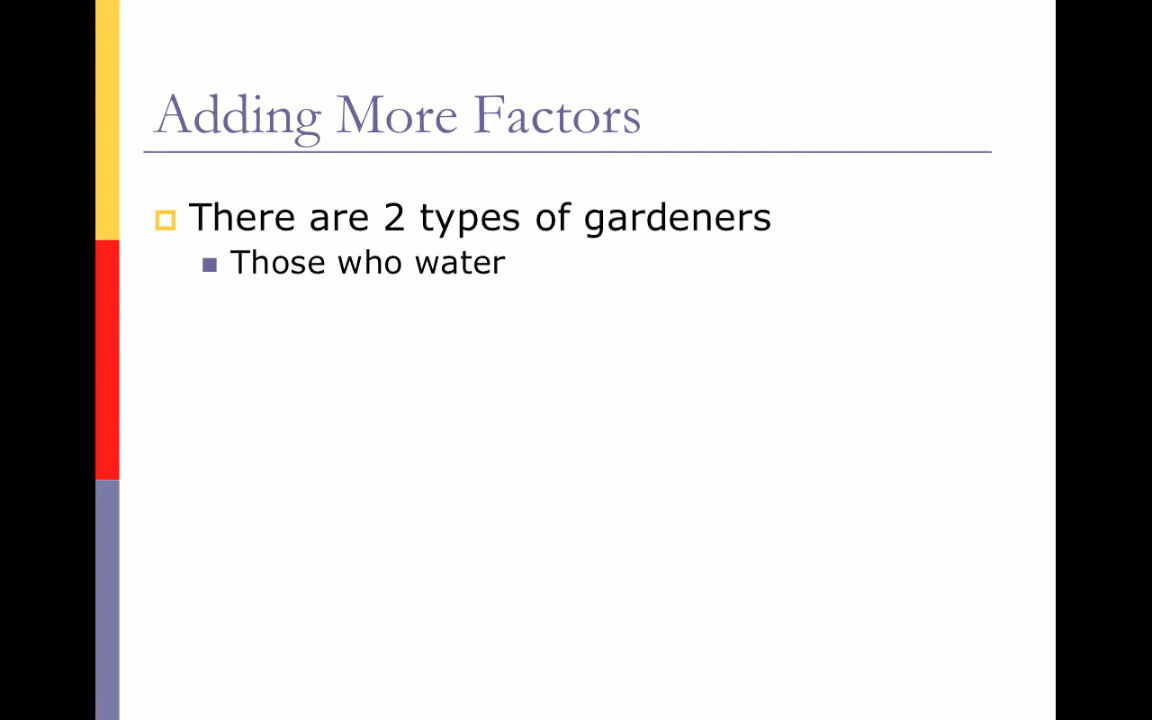 Adding More Factors
There are 2 types of gardeners
Those who water